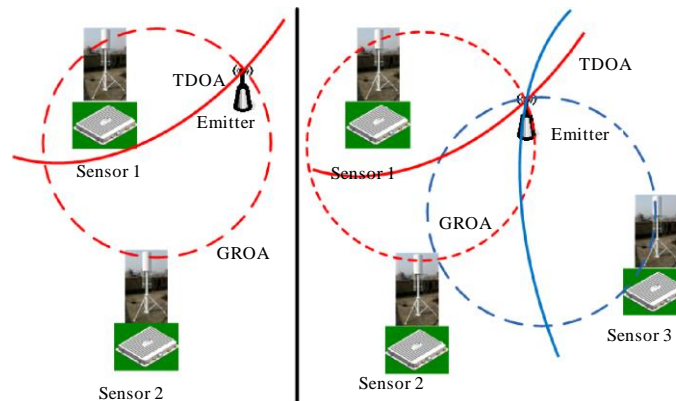 TDOA
Emitter
Sensor 1
GROA
Sensor 2
TDOA
Emitter
Sensor 1
GROA
Sensor 3
Sensor 2